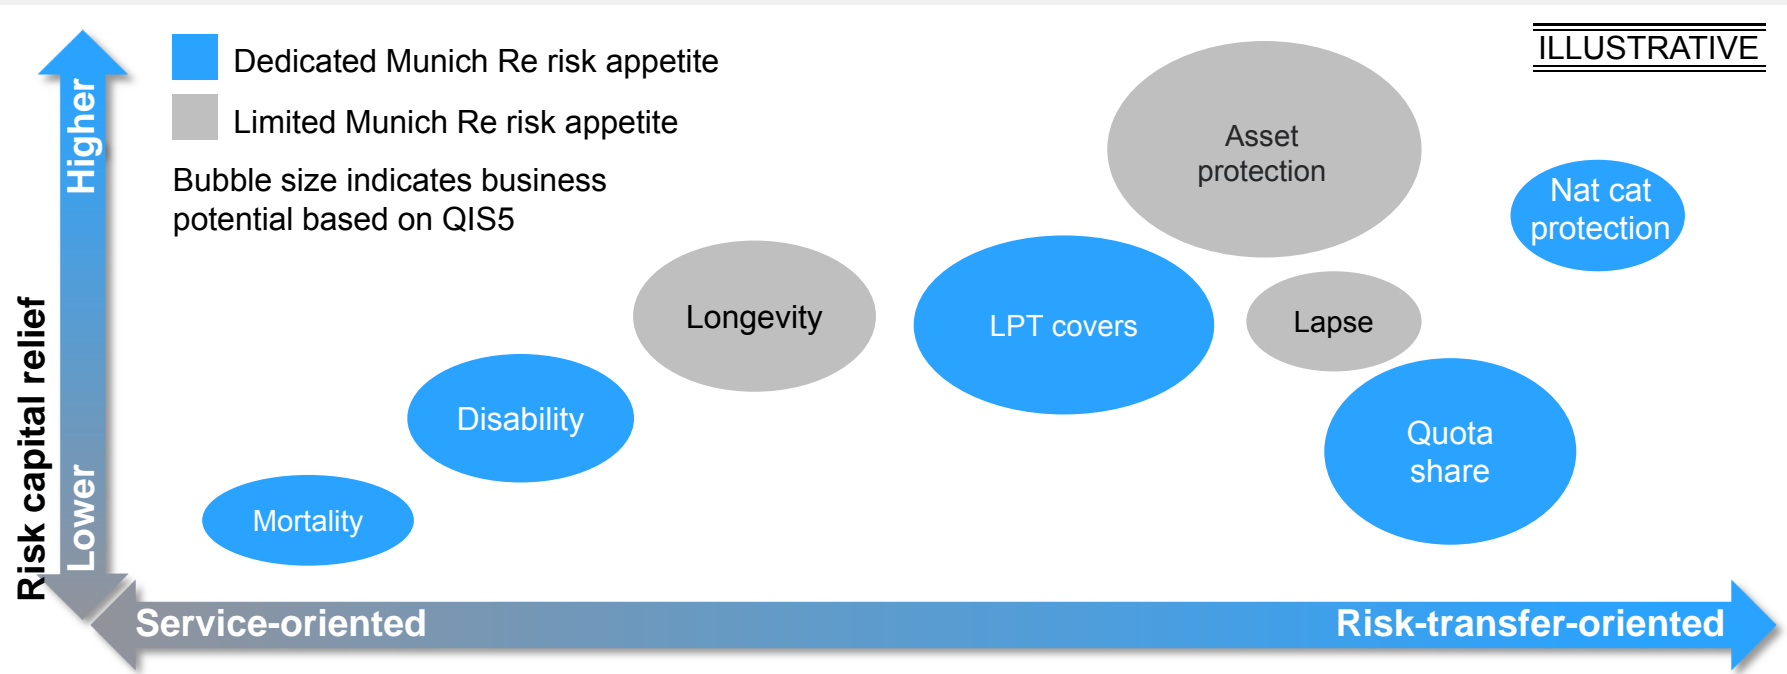 ILLUSTRATIVE
Dedicated Munich Re risk appetite
Limited Munich Re risk appetite
Bubble size indicates business
potential based on QIS5
Risk capital relief
Higher
Lower
Asset
protection
Nat cat
protection
Longevity
LPT covers
Lapse
Disability
Quota
share
Mortality
Service-oriented
Risk-transfer-oriented